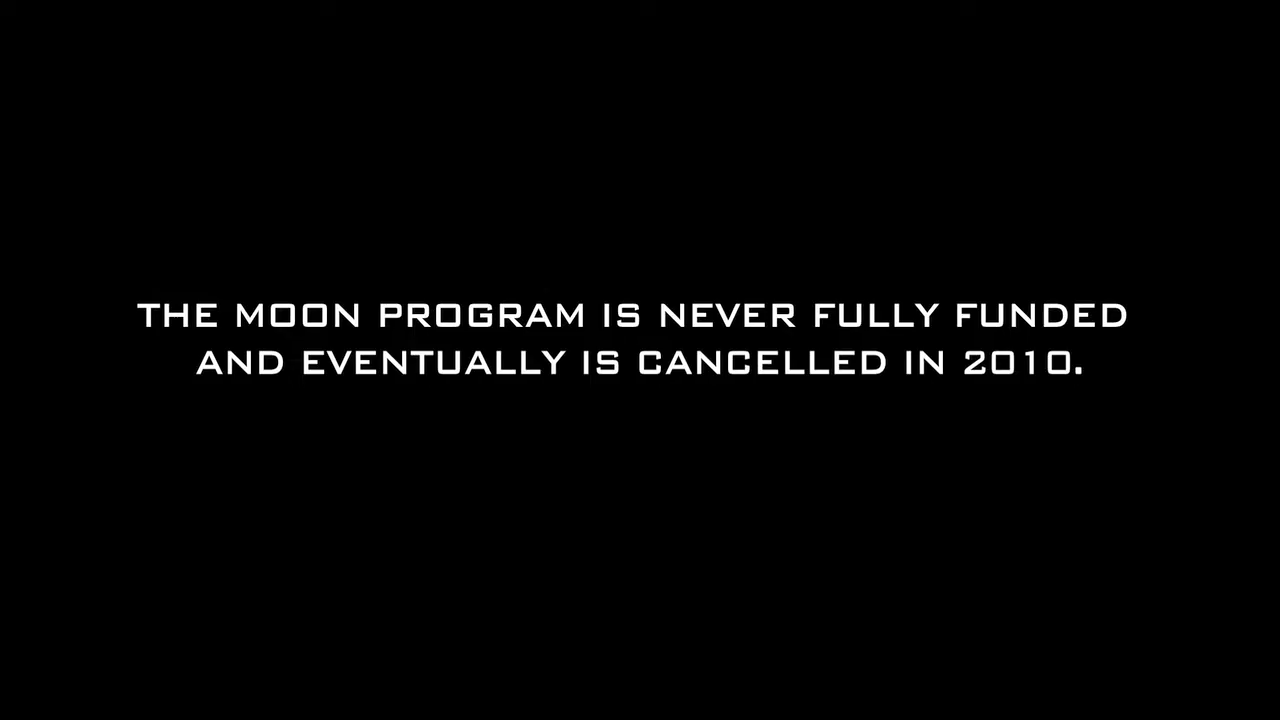 THE MOON PROGRAM IS NEVER FULLY FUNDED
AND EVENTUALLY IS CANCELLED IN 2010.